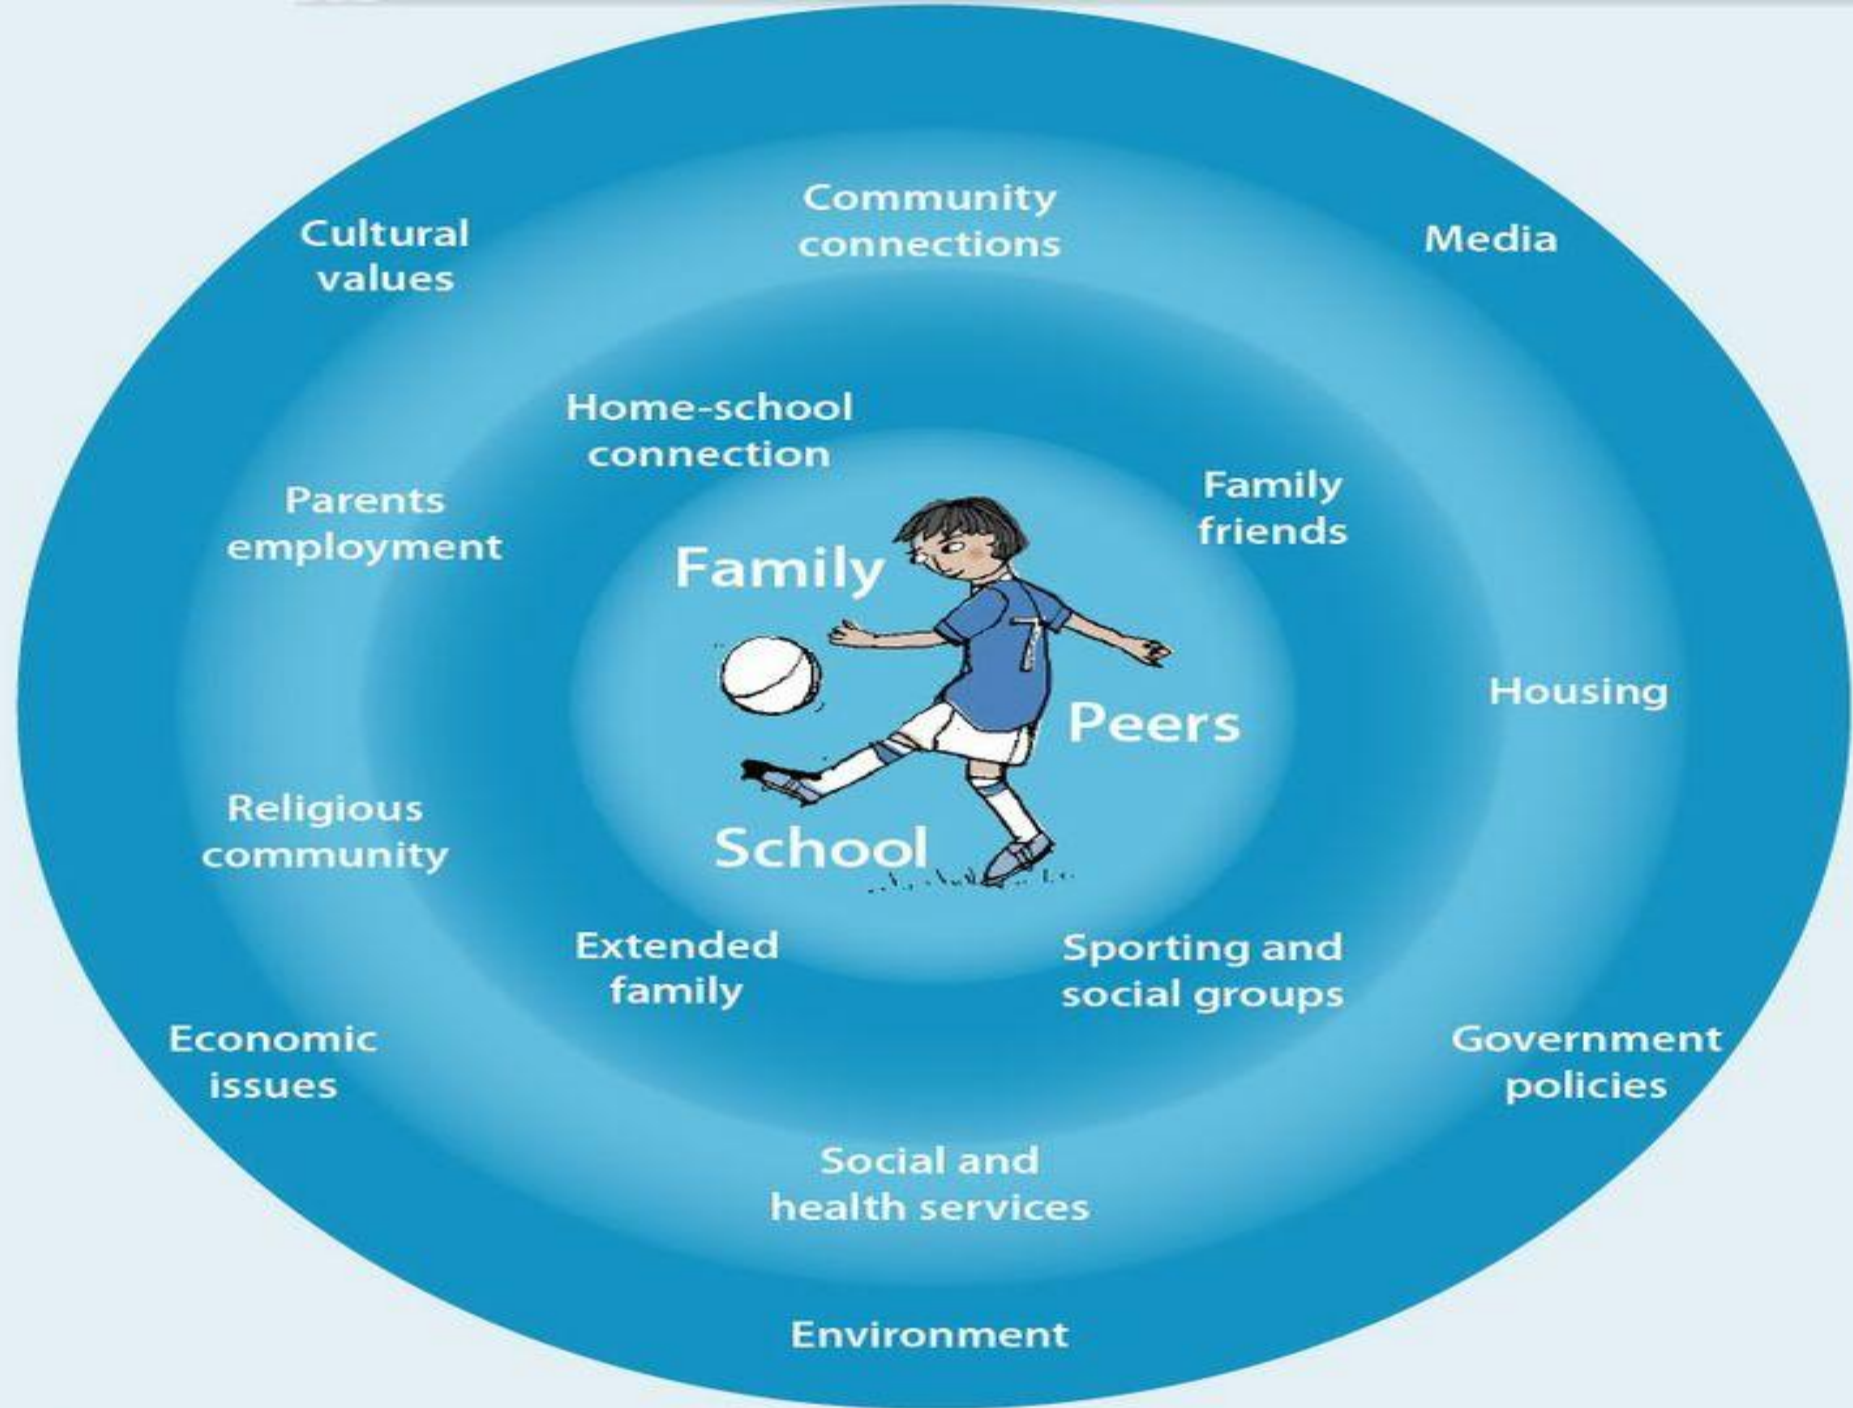 Community
connections
Cultural
values
Media
Home-school
connection
Family
friends
Parents
employment
Family
7
Housing
Peers
Religious
community
School
Extended
family
Sporting and
social groups
Economic
issues
Government
policies
Social and
health services
Environment